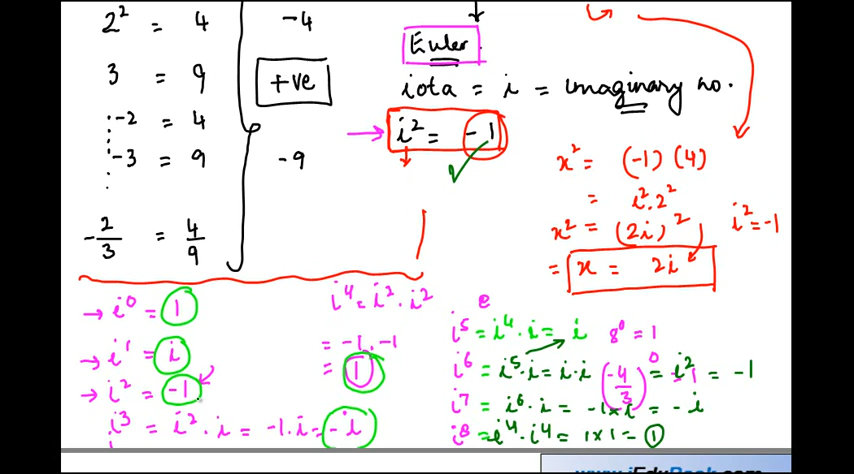 2² = 4
-4
3 = 9
+ve
-2 = 4
-3 = 9
-9
-2/3 = 4/9
Euler
iota = i = imaginary no.
i² = -1
x² = (-1) (4)
= i². 2²
x² = (2i)²
i² = -1
= x = 2i
→ i⁰ = 1
→ i¹ = i
→ i² = -1
i³ = i² . i = -1. i = -i
i⁴ = i² . i²
= -1. -1
= 1
e
i⁵ = i⁴ . i = i
8⁰ = 1
i⁶ = i⁵. i = i . i = i² = -1
(-4/3)⁰ = 1
i⁷ = i⁶ . i = -1 x i = -i
i⁸ = i⁴ . i⁴ = 1 x 1 = 1